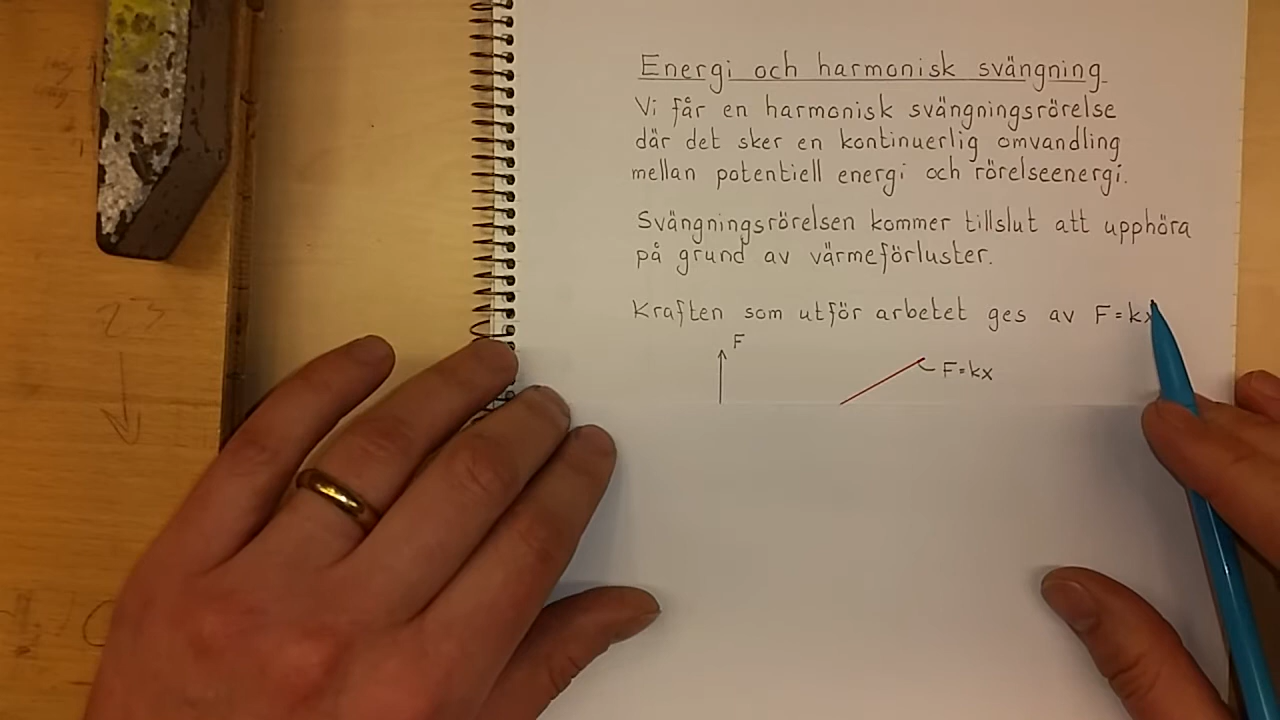 Energi och harmonisk svängning.
Vi får en harmonisk svängningsrörelse
där det sker en kontinuerlig omvandling
mellan potentiell energi och rörelseenergi.
Svängningsrörelsen kommer tillslut att upphöra
på grund av värmeförluster.
Kraften som utför arbetet ges av F=kx
F
F=kx
23